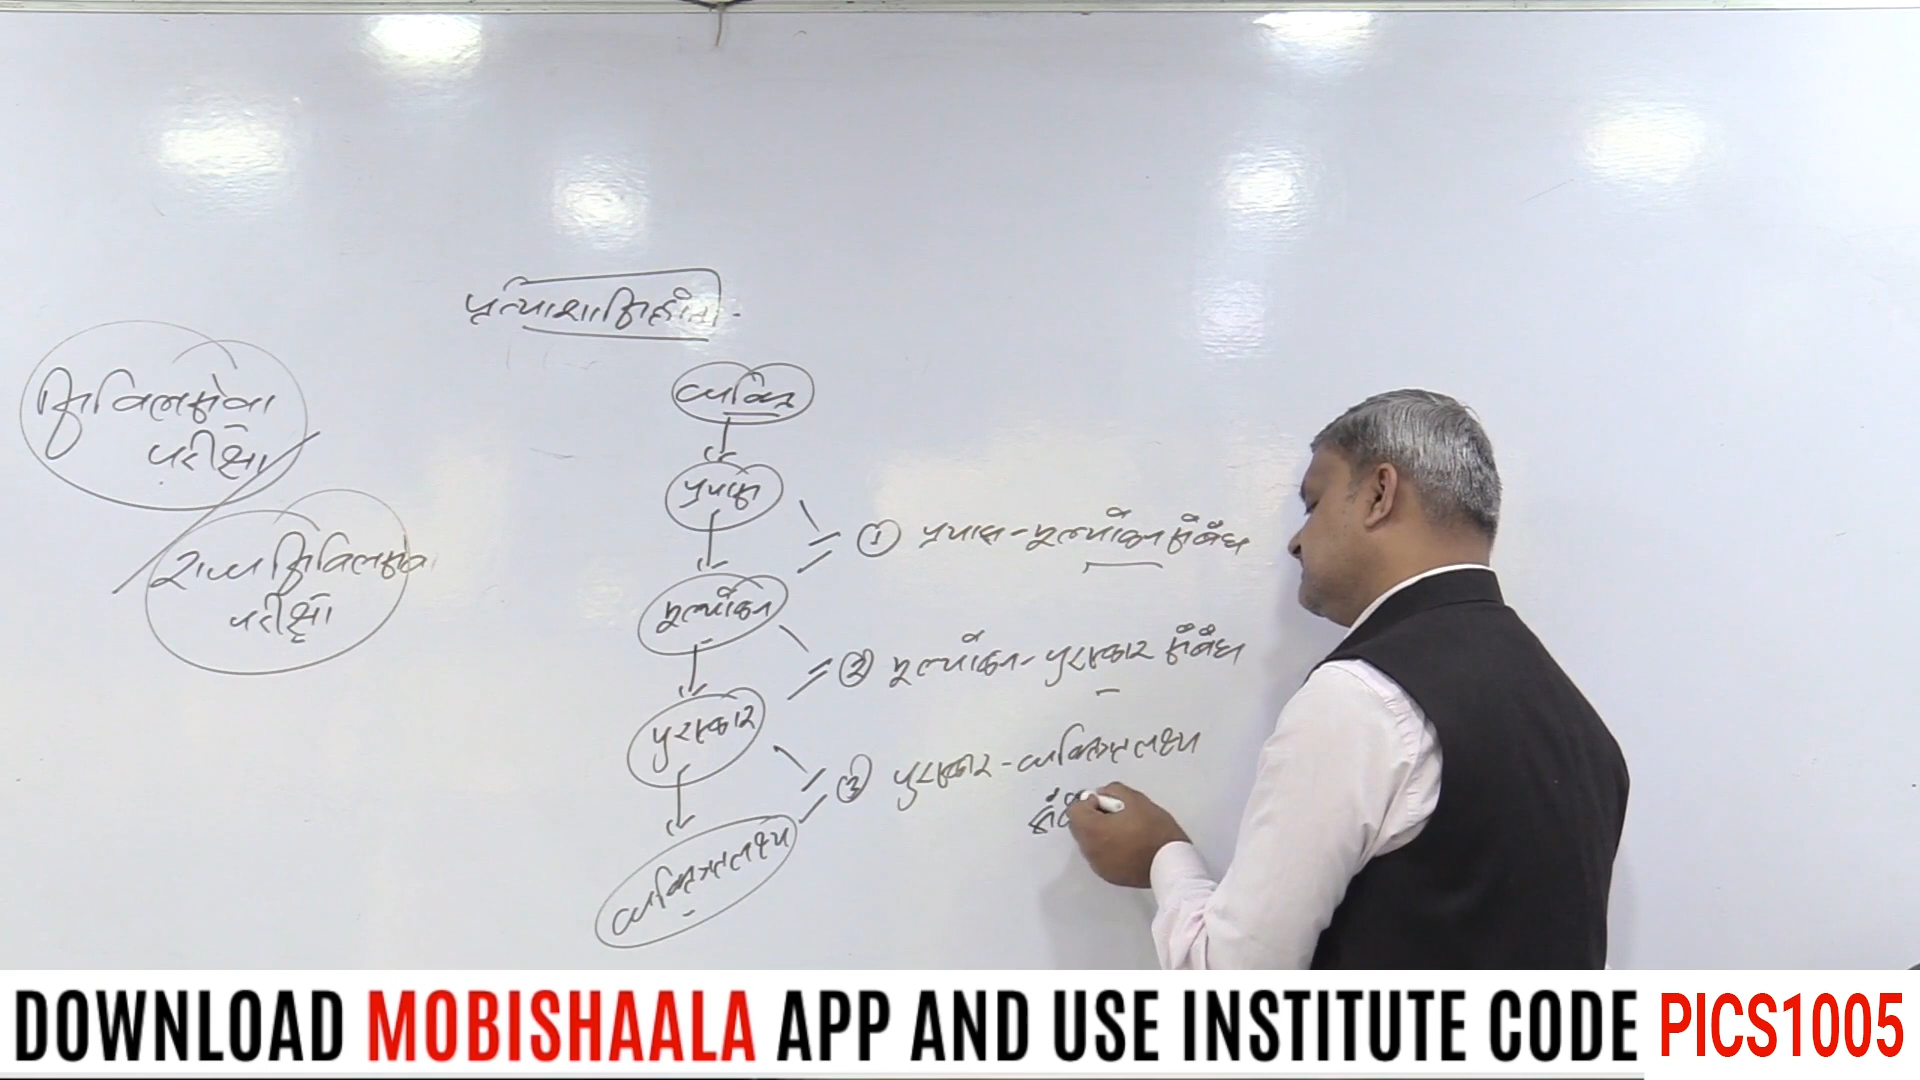 प्रत्याशा सिद्धांत -
सिविल सेवा
परीक्षा
राज्य सिविल सेवा
परीक्षा
व्यक्ति
प्रयास
मूल्यांकन
पुरस्कार
व्यक्तिगत लक्ष्य
① प्रयास - मूल्यांकन संबंध
② मूल्यांकन - पुरस्कार संबंध
③ पुरस्कार - व्यक्तिगत लक्ष्य
DOWNLOAD MOBISHAALA APP AND USE INSTITUTE CODE PICS1005